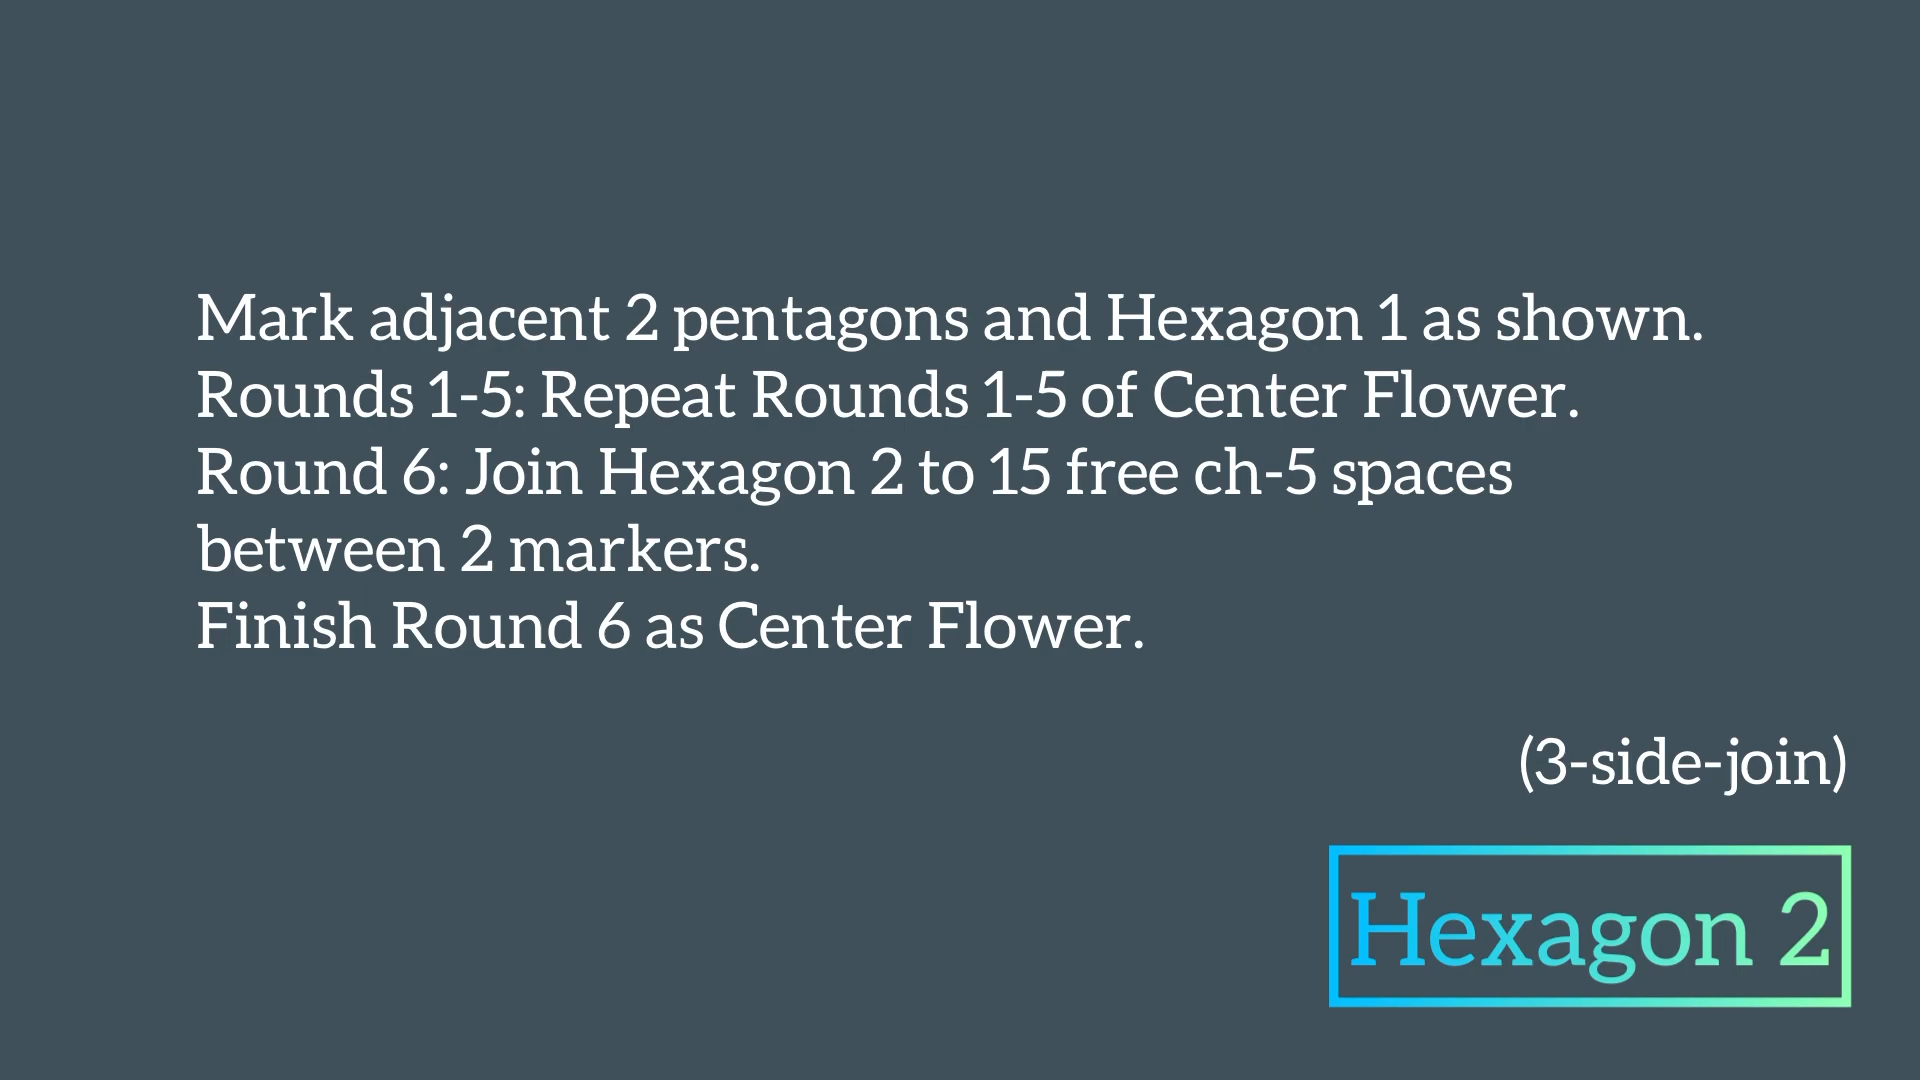 Mark adjacent 2 pentagons and Hexagon 1 as shown.
Rounds 1-5: Repeat Rounds 1-5 of Center Flower.
Round 6: Join Hexagon 2 to 15 free ch-5 spaces
between 2 markers.
Finish Round 6 as Center Flower.
(3-side-join)
Hexagon 2